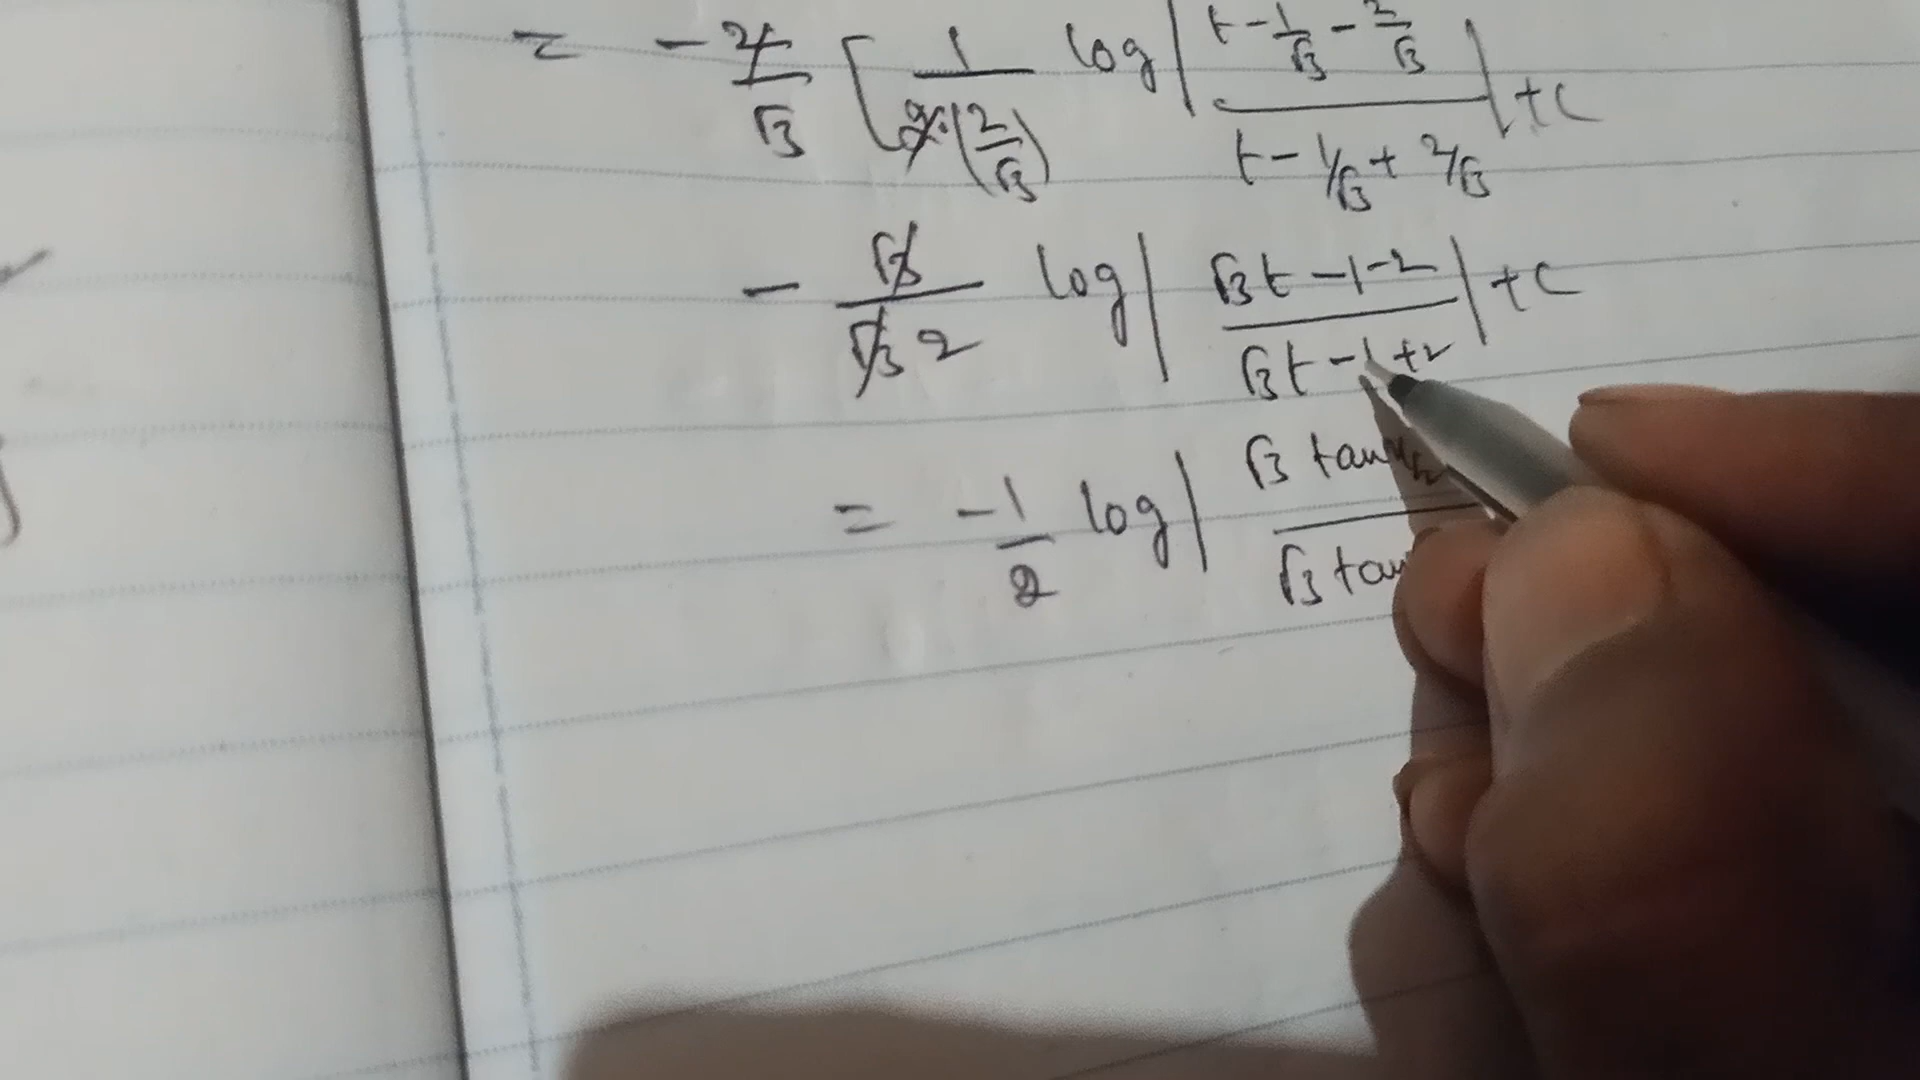 = -2/√3 [1/2·(2/√3) log |(t - 1/√3 - 2/√3)/(t - 1/√3 + 2/√3)| + c
- √3/√3 2 log |(√3t - 1 - 2)/(√3t - 1 + 2)| + c
= -1/2 log | √3 tan x/2 / √3 tan